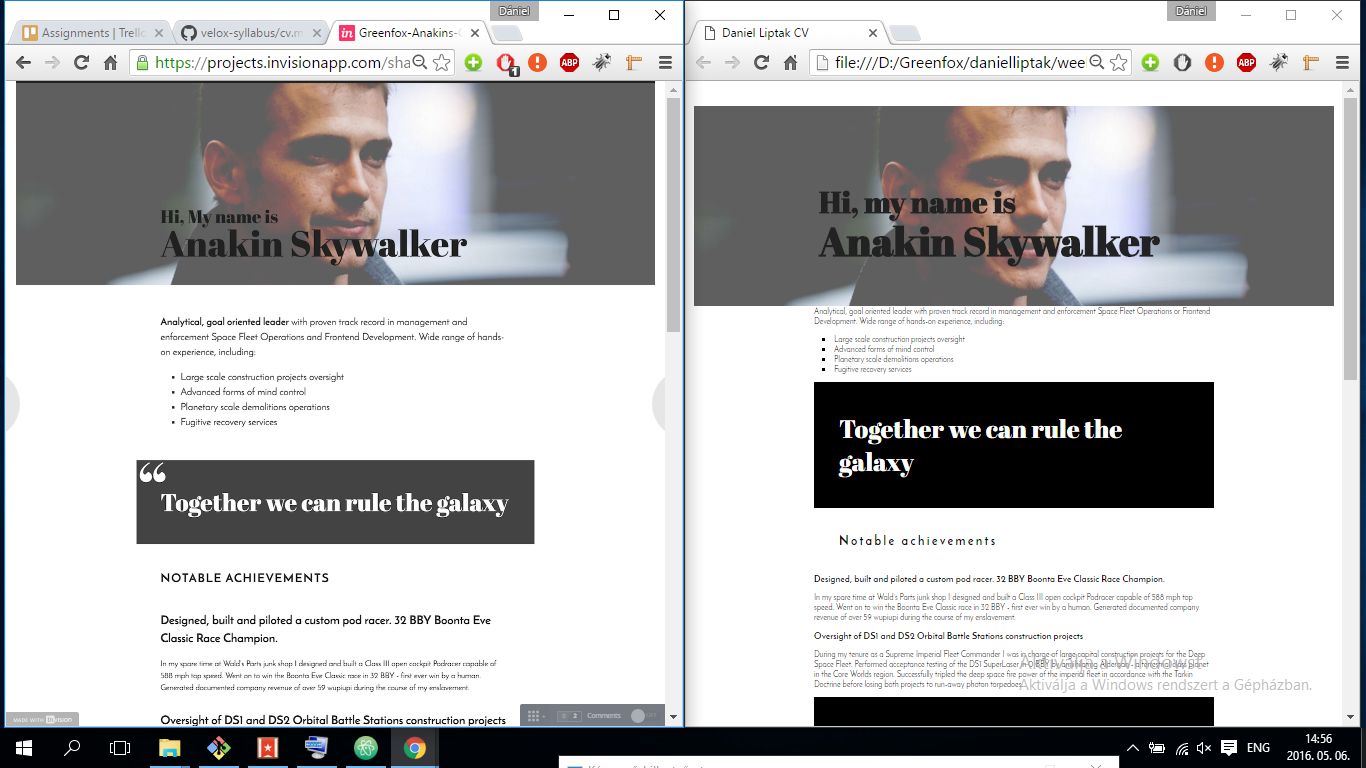 Dániel
Assignments | Trello
velox-syllabus/cv.m
Greenfox-Anakins-
https://projects.invisionapp.com/sha
1
ABP
Hi, My name is
Anakin Skywalker
Analytical, goal oriented leader with proven track record in management and
enforcement Space Fleet Operations and Frontend Development. Wide range of hands-
on experience, including:
Large scale construction projects oversight
Advanced forms of mind control
Planetary scale demolitions operations
Fugitive recovery services
“
Together we can rule the galaxy
NOTABLE ACHIEVEMENTS
Designed, built and piloted a custom pod racer. 32 BBY Boonta Eve
Classic Race Champion.
In my spare time at Wald's Parts junk shop I designed and built a Class III open cockpit Podracer capable of
588 mph top speed. Went on to win the Boonta Eve Classic race in 32 BBY - first ever win by a human.
Generated documented company revenue of over 59 wupiupi during the course of my enslavement.
Oversight of DS1 and DS2 Orbital Battle Stations construction projects
MADE WITH invision
2
Comments
OFF
Dániel
Daniel Liptak CV
file:///D:/Greenfox/danielliptak/wee
ABP
Hi, my name is
Anakin Skywalker
Analytical, goal oriented leader with proven track record in management and enforcement Space Fleet Operations or Frontend
Development. Wide range of hands-on experience, including:
Large scale construction projects oversight
Advanced forms of mind control
Planetary scale demolitions operations
Fugitive recovery services
Together we can rule the
galaxy
Notable achievements
Designed, built and piloted a custom pod racer. 32 BBY Boonta Eve Classic Race Champion.
In my spare time at Wald's Parts junk shop I designed and built a Class III open cockpit Podracer capable of 588 mph top
speed. Went on to win the Boonta Eve Classic race in 32 BBY - first ever win by a human. Generated documented company
revenue of over 59 wupiupi during the course of my enslavement.
Oversight of DS1 and DS2 Orbital Battle Stations construction projects
During my tenure as a Supreme Imperial Fleet Commander I was in charge of large capital construction projects for the Deep
Space Fleet. Performed acceptance testing of the DS1 SuperLaser in 0 BBY by
in the Core Worlds region. Successfully tripled the deep space fire power of the imperial fleet in accordance with the Tarkin
Doctrine before losing both projects to run-away photon torpedoes.
Aktiválja a Windowst
Aktiválja a Windows rendszert a Gépházban.
ENG
14:56
2016. 05. 06.